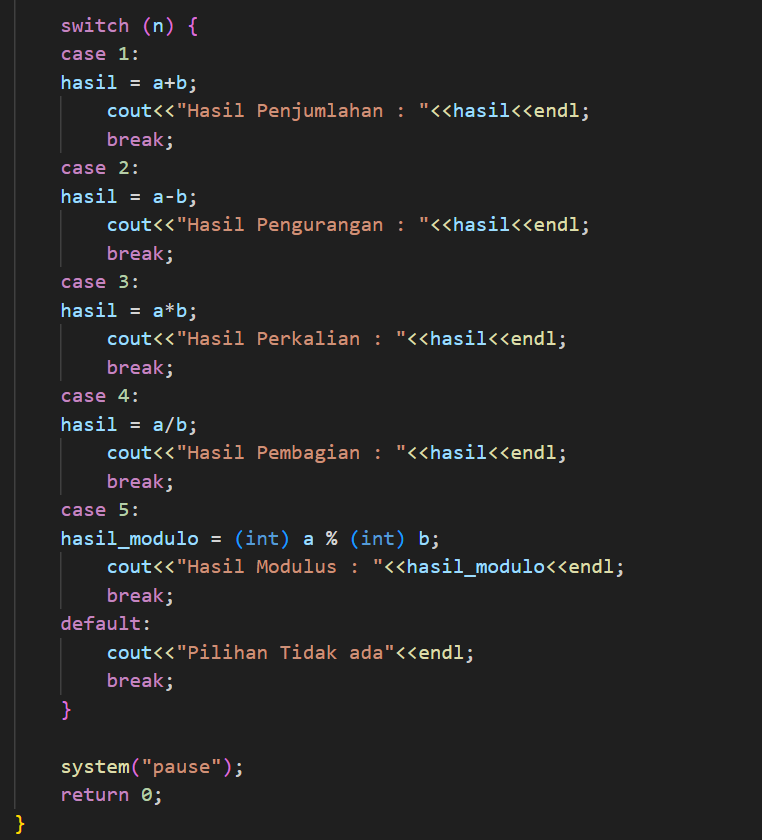 switch (n) {
case 1:
hasil = a+b;
cout<<"Hasil Penjumlahan : "<<hasil<<endl;
break;
case 2:
hasil = a-b;
cout<<"Hasil Pengurangan : "<<hasil<<endl;
break;
case 3:
hasil = a*b;
cout<<"Hasil Perkalian : "<<hasil<<endl;
break;
case 4:
hasil = a/b;
cout<<"Hasil Pembagian : "<<hasil<<endl;
break;
case 5:
hasil_modulo = (int) a % (int) b;
cout<<"Hasil Modulus : "<<hasil_modulo<<endl;
break;
default:
cout<<"Pilihan Tidak ada"<<endl;
break;
}
system("pause");
return 0;
}